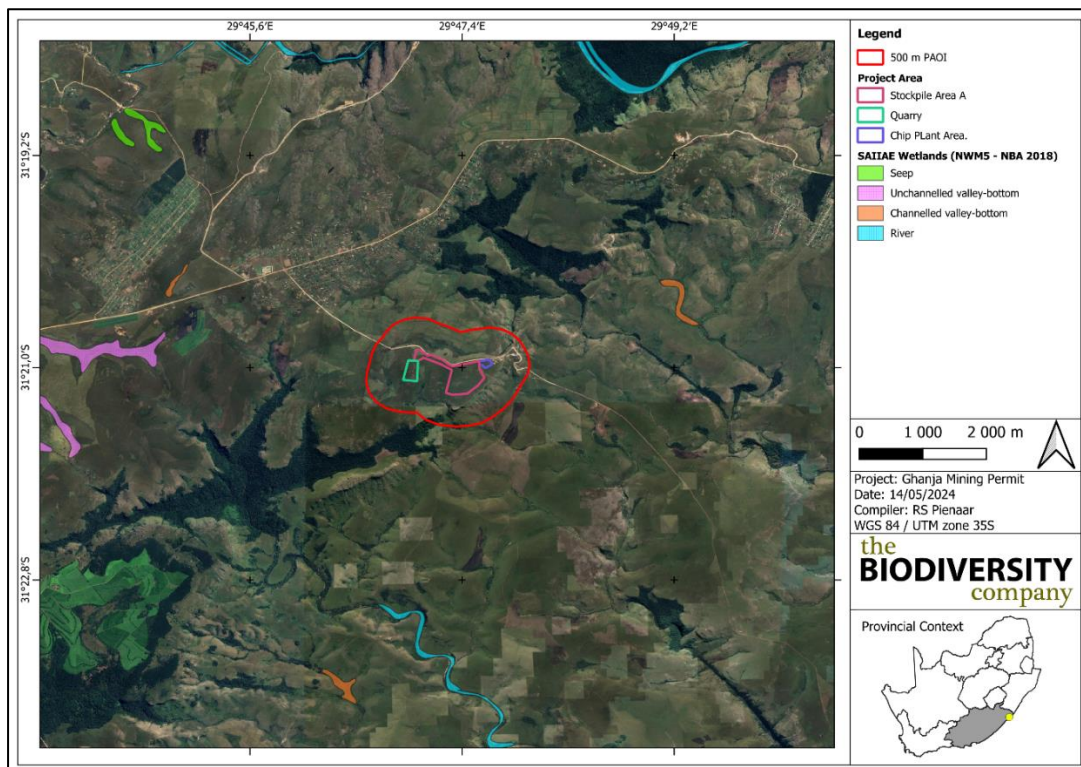 29°45,6'E
29°47,4'E
29°49,2'E
31°19,2'S
31°21,0'S
31°22,8'S
Legend
500 m PAOI
Project Area
Stockpile Area A
Quarry
Chip PLant Area.
SAIIAE Wetlands (NWM5 - NBA 2018)
Seep
Unchannelled valley-bottom
Channelled valley-bottom
River
0 1 000 2 000 m
Project: Ghanja Mining Permit
Date: 14/05/2024
Compiler: RS Pienaar
WGS 84 / UTM zone 35S
the
BIODIVERSITY
company
Provincial Context